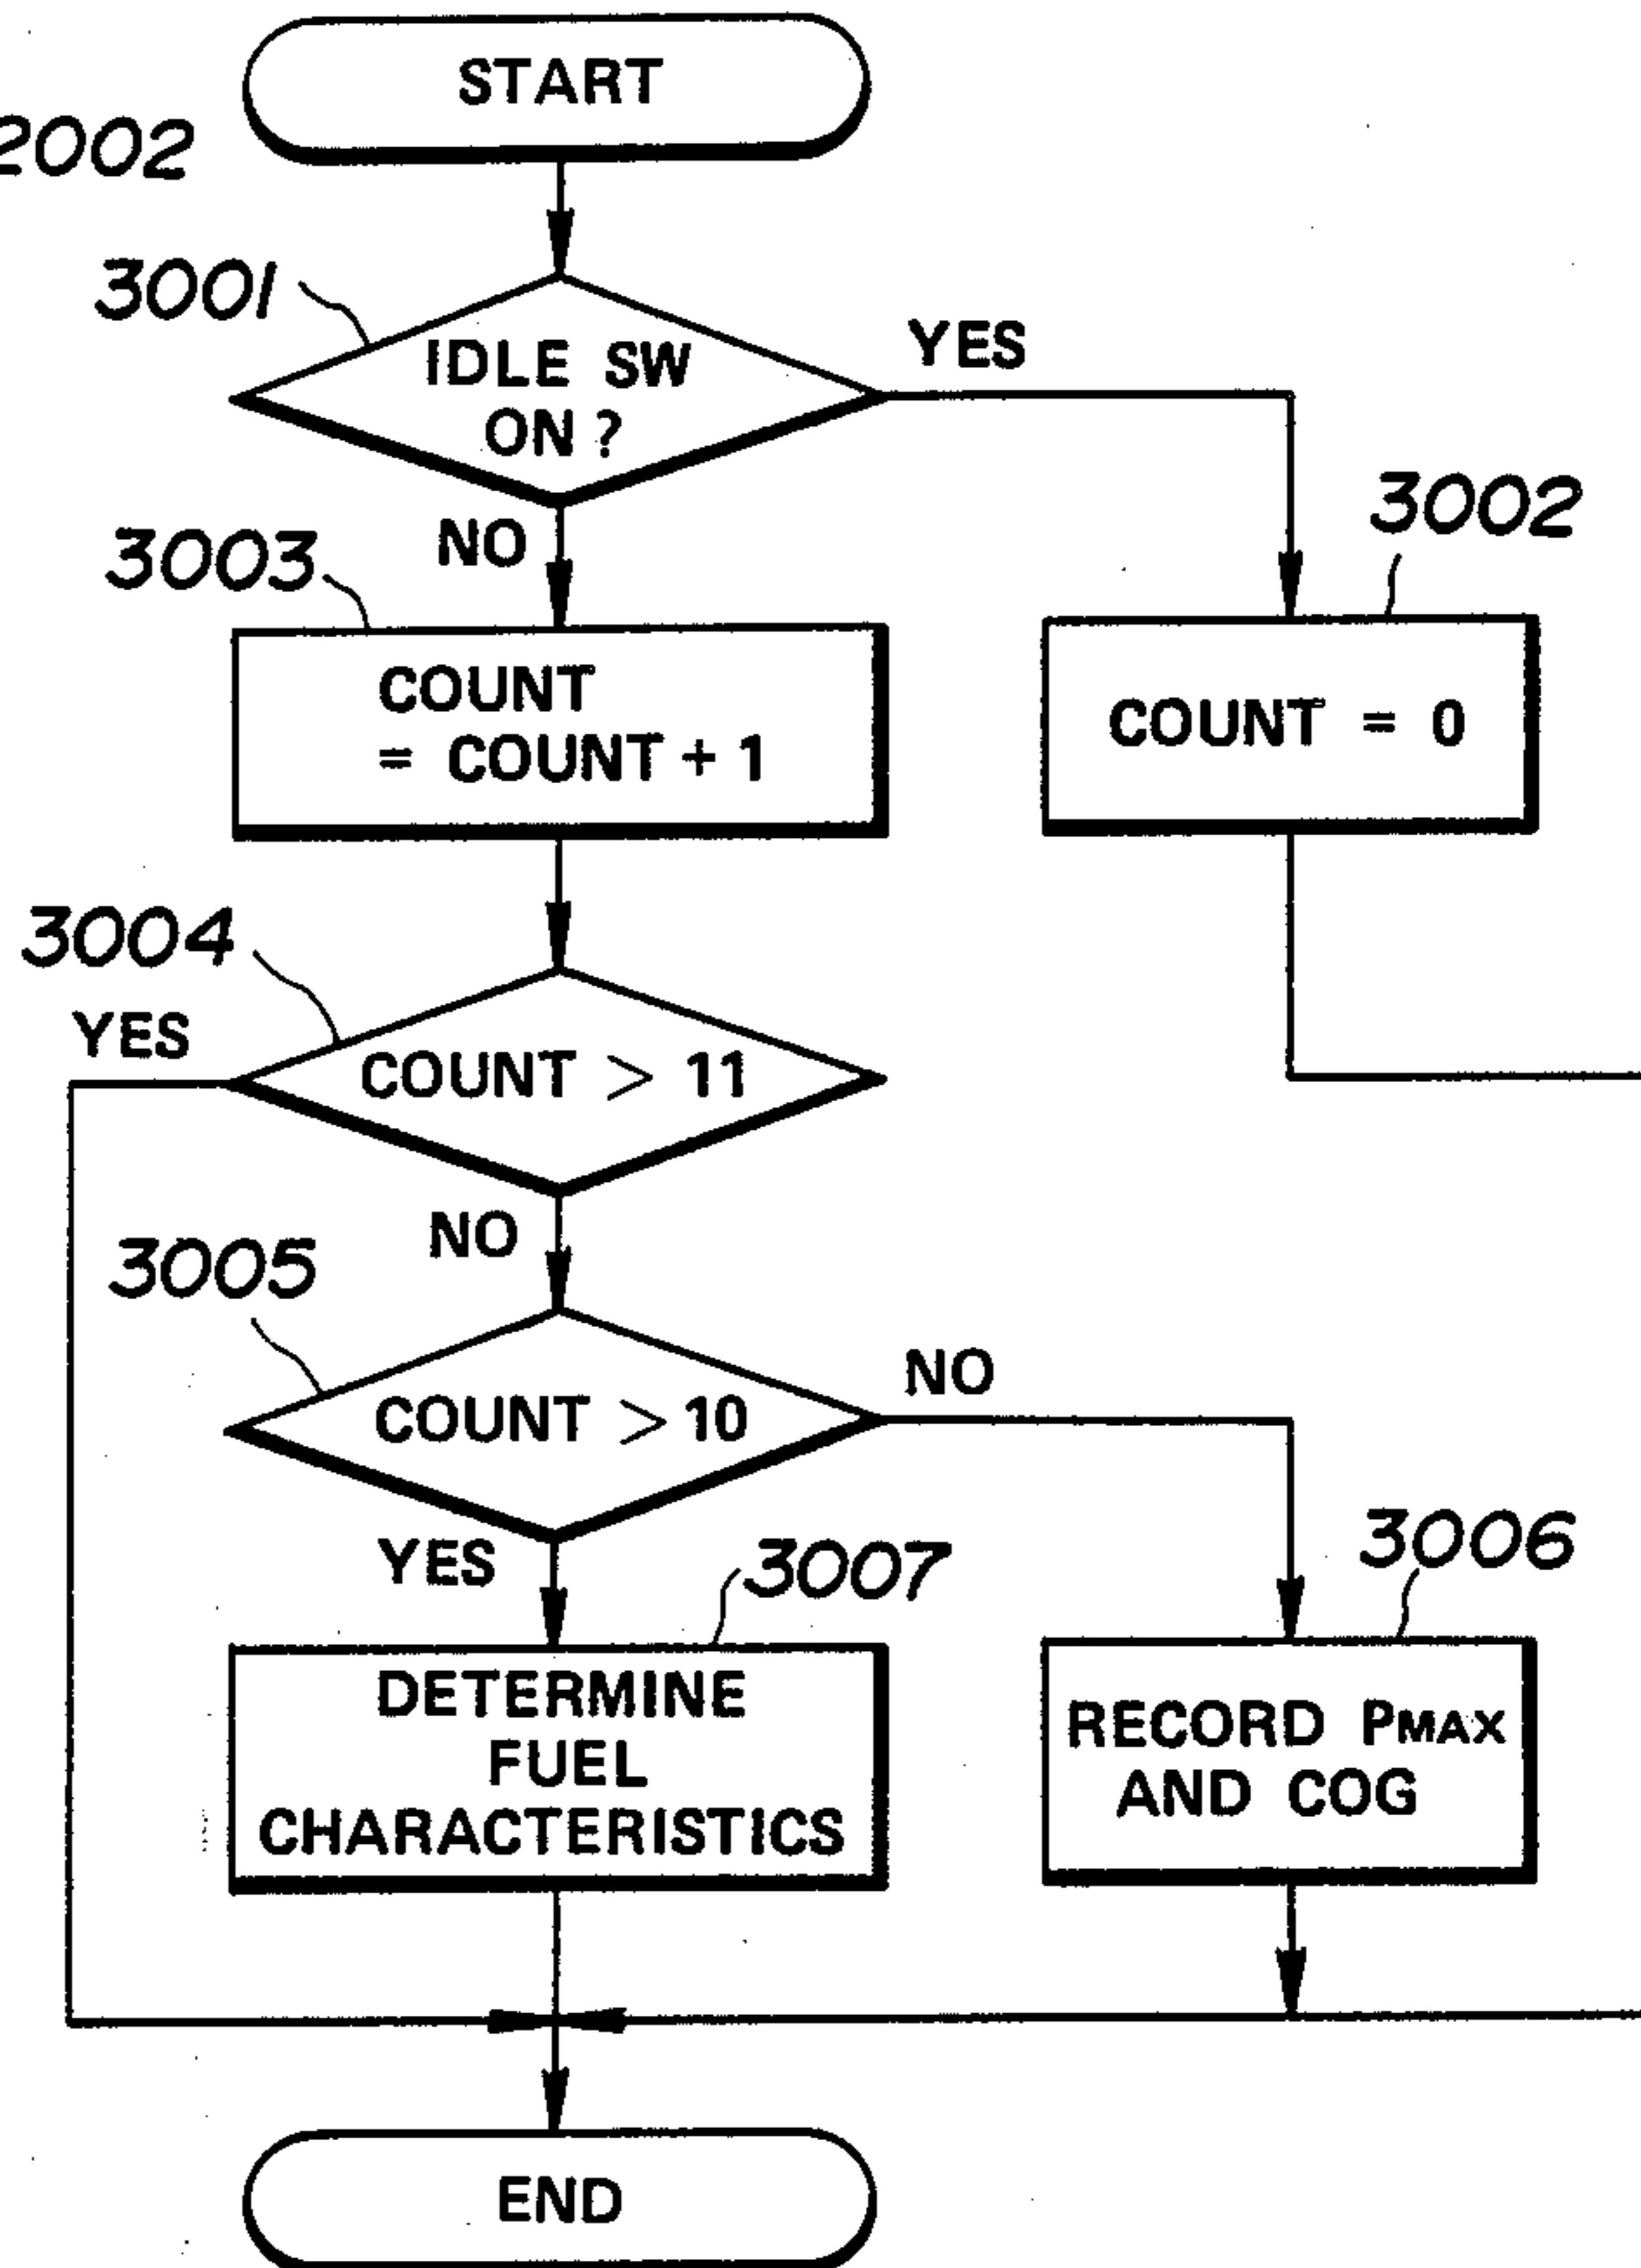 START
2002
3001
IDLE SW
ON ?
YES
3002
NO
3003
COUNT
= COUNT + 1
COUNT = 0
3004
YES
COUNT > 11
NO
3005
COUNT > 10
NO
YES
3007
3006
DETERMINE
FUEL
CHARACTERISTICS
RECORD PMAX
AND COG
END